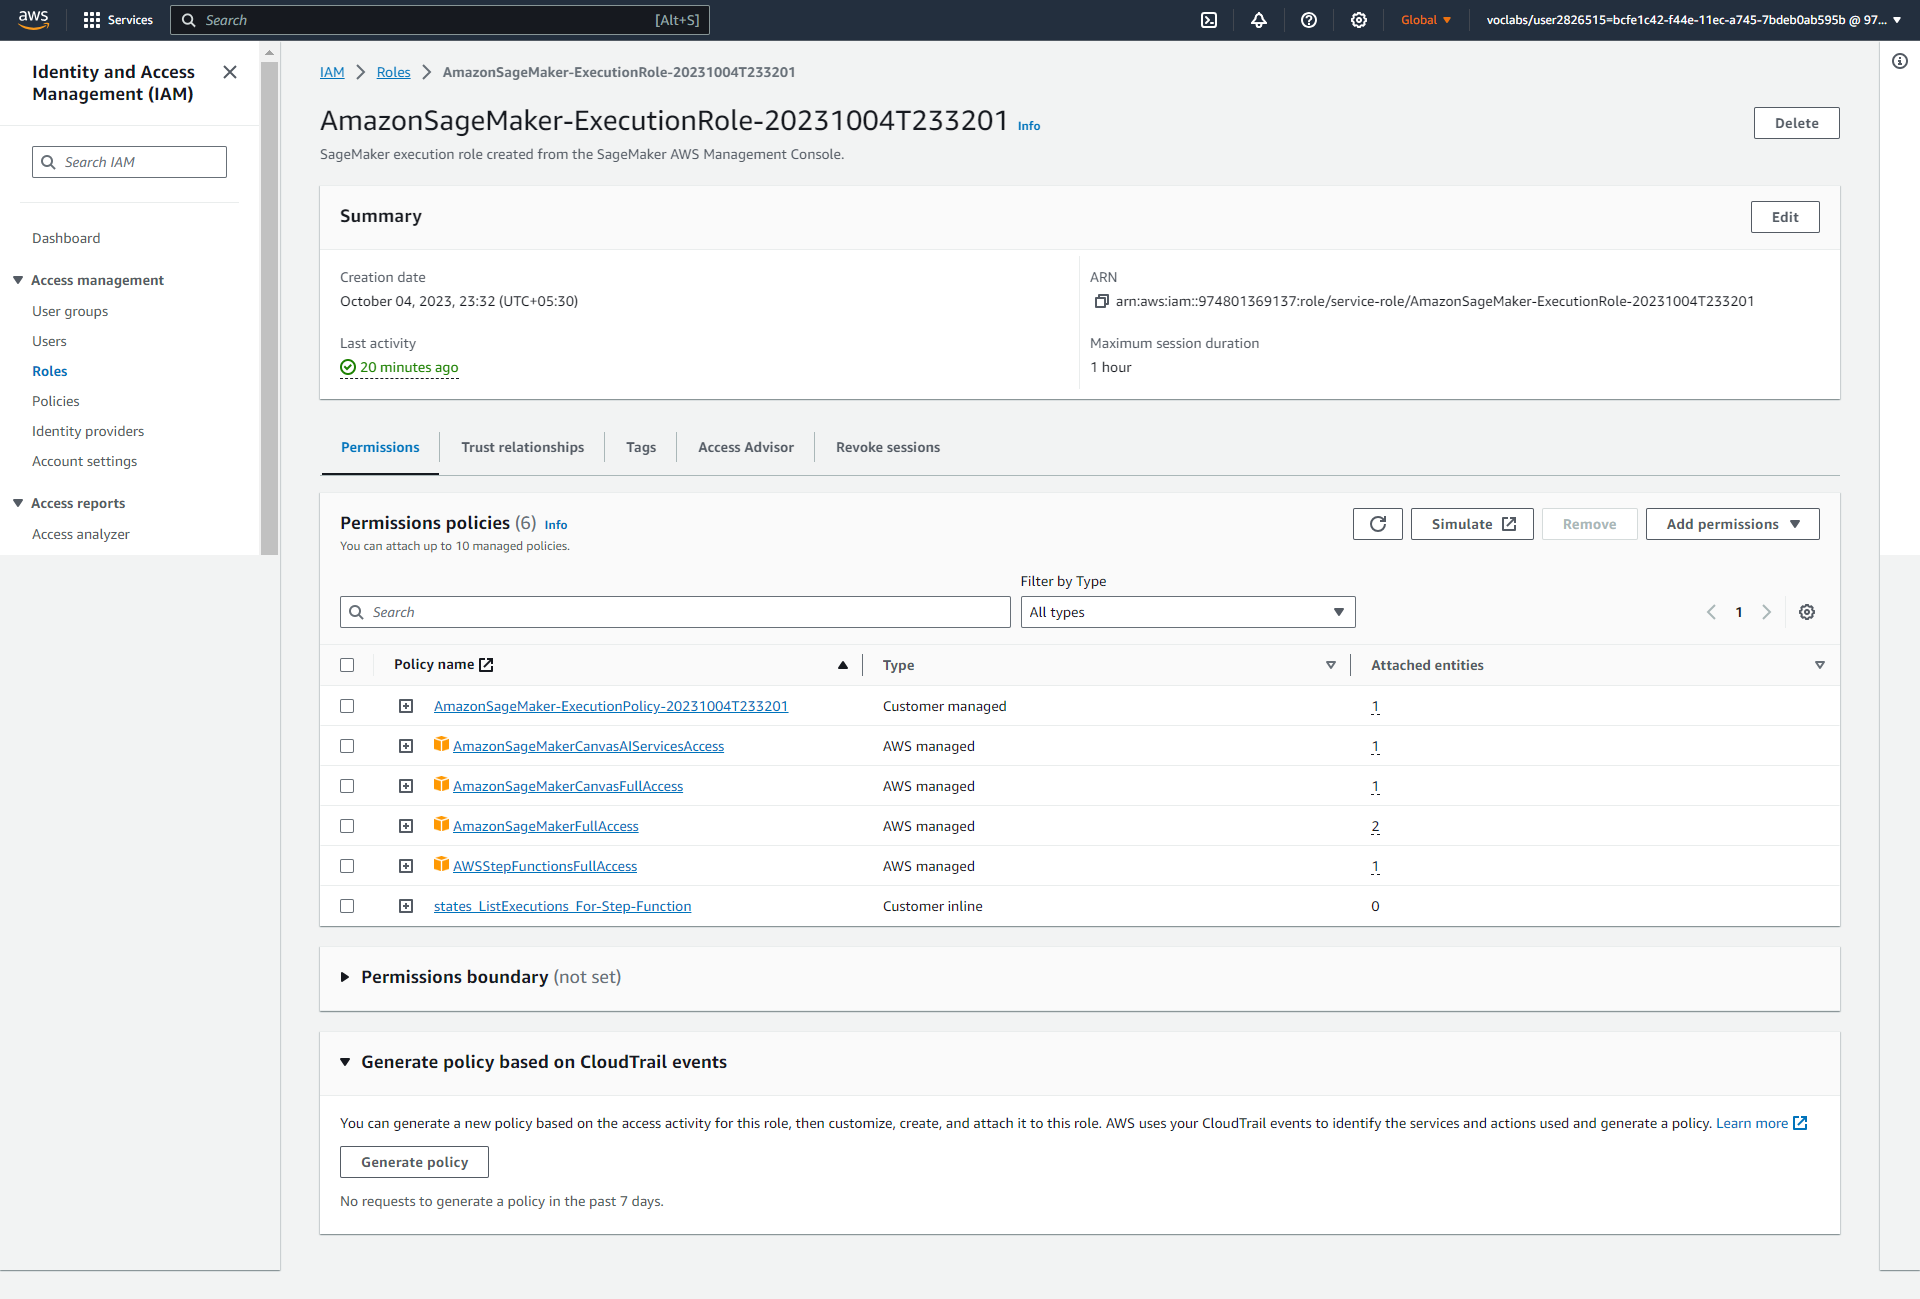 aws
Services
Search
[Alt+S]
Global
voclabs/user2826515=bcfe1c42-f44e-11ec-a745-7bdeb0ab595b @ 97...
Identity and Access
Management (IAM)
Search IAM
Dashboard
Access management
User groups
Users
Roles
Policies
Identity providers
Account settings
Access reports
Access analyzer
IAM
Roles
AmazonSageMaker-ExecutionRole-20231004T233201
AmazonSageMaker-ExecutionRole-20231004T233201 Info
Delete
SageMaker execution role created from the SageMaker AWS Management Console.
Summary
Edit
Creation date
October 04, 2023, 23:32 (UTC+05:30)
ARN
arn:aws:iam::974801369137:role/service-role/AmazonSageMaker-ExecutionRole-20231004T233201
Last activity
20 minutes ago
Maximum session duration
1 hour
Permissions
Trust relationships
Tags
Access Advisor
Revoke sessions
Permissions policies (6) Info
You can attach up to 10 managed policies.
Simulate
Remove
Add permissions
Filter by Type
Search
All types
1
Policy name
Type
Attached entities
AmazonSageMaker-ExecutionPolicy-20231004T233201
Customer managed
1
AmazonSageMakerCanvasAIServicesAccess
AWS managed
1
AmazonSageMakerCanvasFullAccess
AWS managed
1
AmazonSageMakerFullAccess
AWS managed
2
AWSStepFunctionsFullAccess
AWS managed
1
states_ListExecutions_For-Step-Function
Customer inline
0
Permissions boundary (not set)
Generate policy based on CloudTrail events
You can generate a new policy based on the access activity for this role, then customize, create, and attach it to this role. AWS uses your CloudTrail events to identify the services and actions used and generate a policy. Learn more
Generate policy
No requests to generate a policy in the past 7 days.